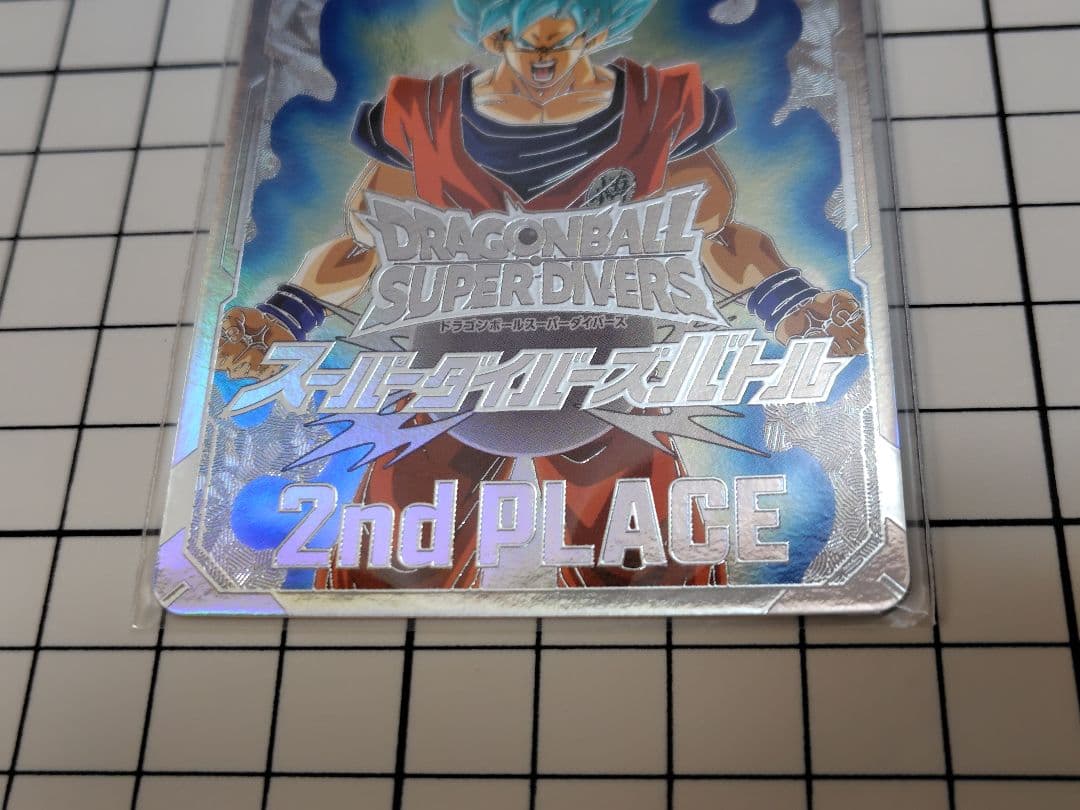 DRAGONBALL
SUPER DIVERS
ドラゴンボールスーパーダイバーズ
スーパーダイバーズバトル
2nd PLACE